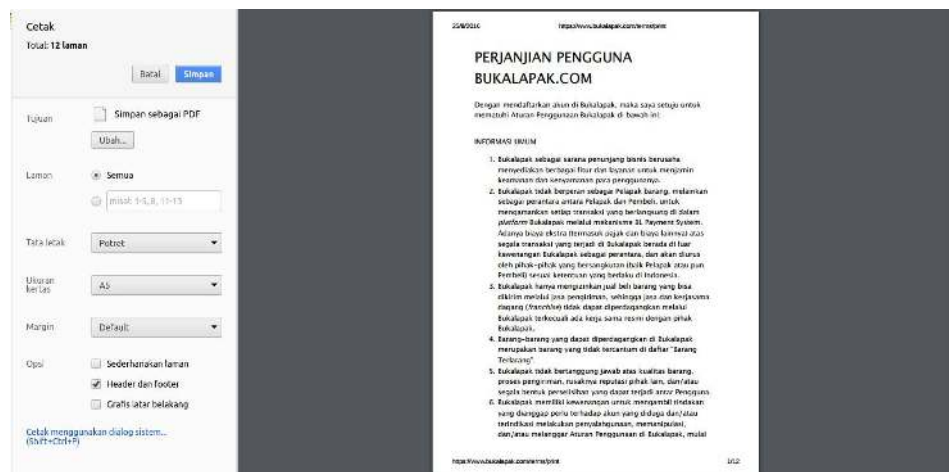 Cetak
Total: 12 laman
Batal
Simpan
Tujuan
Simpan sebagai PDF
Ubah...
Laman
Semua
misal: 1-5, 8, 11-13
Tata letak
Potret
Ukuran kertas
A5
Margin
Default
Opsi
Sederhanakan laman
Header dan footer
Grafis latar belakang
Cetak menggunakan dialog sistem...
(Shift+Ctrl+P)
25/8/2016
https://www.bukalapak.com/terms/print
PERJANJIAN PENGGUNA
BUKALAPAK.COM
Dengan mendaftarkan akun di Bukalapak, maka saya setuju untuk
mematuhi Aturan Penggunaan Bukalapak di bawah ini:
INFORMASI UMUM
1. Bukalapak sebagai sarana penunjang bisnis berusaha
menyediakan berbagai fitur dan layanan untuk menjamin
keamanan dan kenyamanan para penggunanya.
2. Bukalapak tidak berperan sebagai Pelapak barang, melainkan
sebagai perantara antara Pelapak dan Pembeli, untuk
mengamankan setiap transaksi yang berlangsung di dalam
platform Bukalapak melalui mekanisme BL Payment System.
Adanya biaya ekstra (termasuk pajak dan biaya lainnya) atas
segala transaksi yang terjadi di Bukalapak berada di luar
kewenangan Bukalapak sebagai perantara, dan akan diurus
oleh pihak-pihak yang bersangkutan (baik Pelapak atau pun
Pembeli) sesuai ketentuan yang berlaku di Indonesia.
3. Bukalapak hanya mengizinkan jual beli barang yang bisa
dikirim melalui jasa pengiriman, sehingga jasa dan kerjasama
dagang (franchise) tidak dapat diperdagangkan melalui
Bukalapak terkecuali ada kerja sama resmi dengan pihak
Bukalapak.
4. Barang-barang yang dapat diperdagangkan di Bukalapak
merupakan barang yang tidak tercantum di daftar "Barang
Terlarang".
5. Bukalapak tidak bertanggung jawab atas kualitas barang,
proses pengiriman, rusaknya reputasi pihak lain, dan/atau
segala bentuk perselisihan yang dapat terjadi antar Pengguna.
6. Bukalapak memiliki kewenangan untuk mengambil tindakan
yang dianggap perlu terhadap akun yang diduga dan/atau
terindikasi melakukan penyalahgunaan, memanipulasi,
dan/atau melanggar Aturan Penggunaan di Bukalapak, mulai
https://www.bukalapak.com/terms/print
1/12